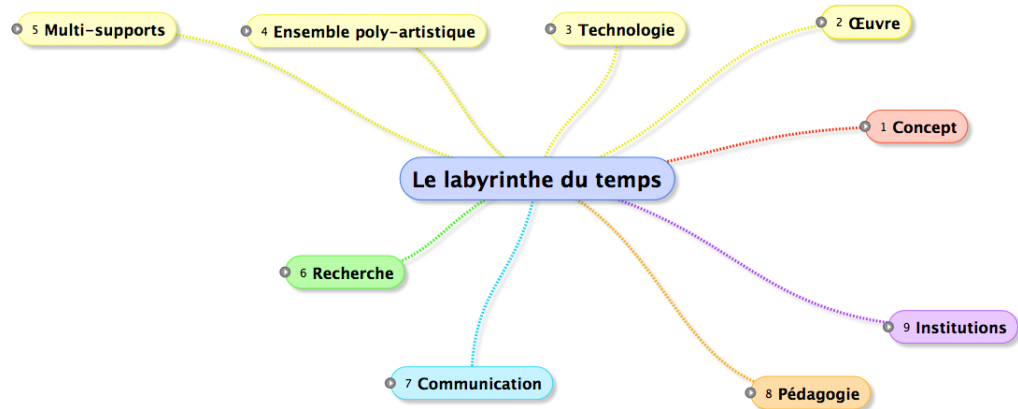 5 Multi-supports
4 Ensemble poly-artistique
3 Technologie
2 Œuvre
1 Concept
Le labyrinthe du temps
6 Recherche
9 Institutions
7 Communication
8 Pédagogie